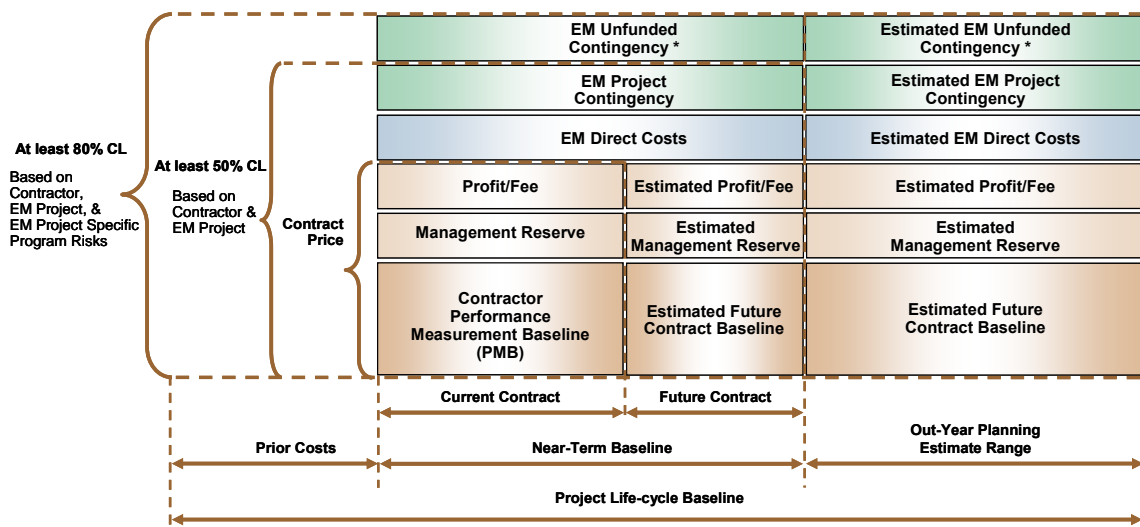 EM Unfunded
Contingency *
Estimated EM Unfunded
Contingency *
EM Project
Contingency
Estimated EM Project
Contingency
EM Direct Costs
Estimated EM Direct Costs
At least 80% CL
Based on
Contractor,
EM Project, &
EM Project Specific
Program Risks
At least 50% CL
Based on
Contractor &
EM Project
Contract
Price
Profit/Fee
Estimated Profit/Fee
Estimated Profit/Fee
Management Reserve
Estimated
Management Reserve
Estimated
Management Reserve
Contractor
Performance
Measurement Baseline
(PMB)
Estimated Future
Contract Baseline
Estimated Future
Contract Baseline
Current Contract
Future Contract
Prior Costs
Near-Term Baseline
Out-Year Planning
Estimate Range
Project Life-cycle Baseline